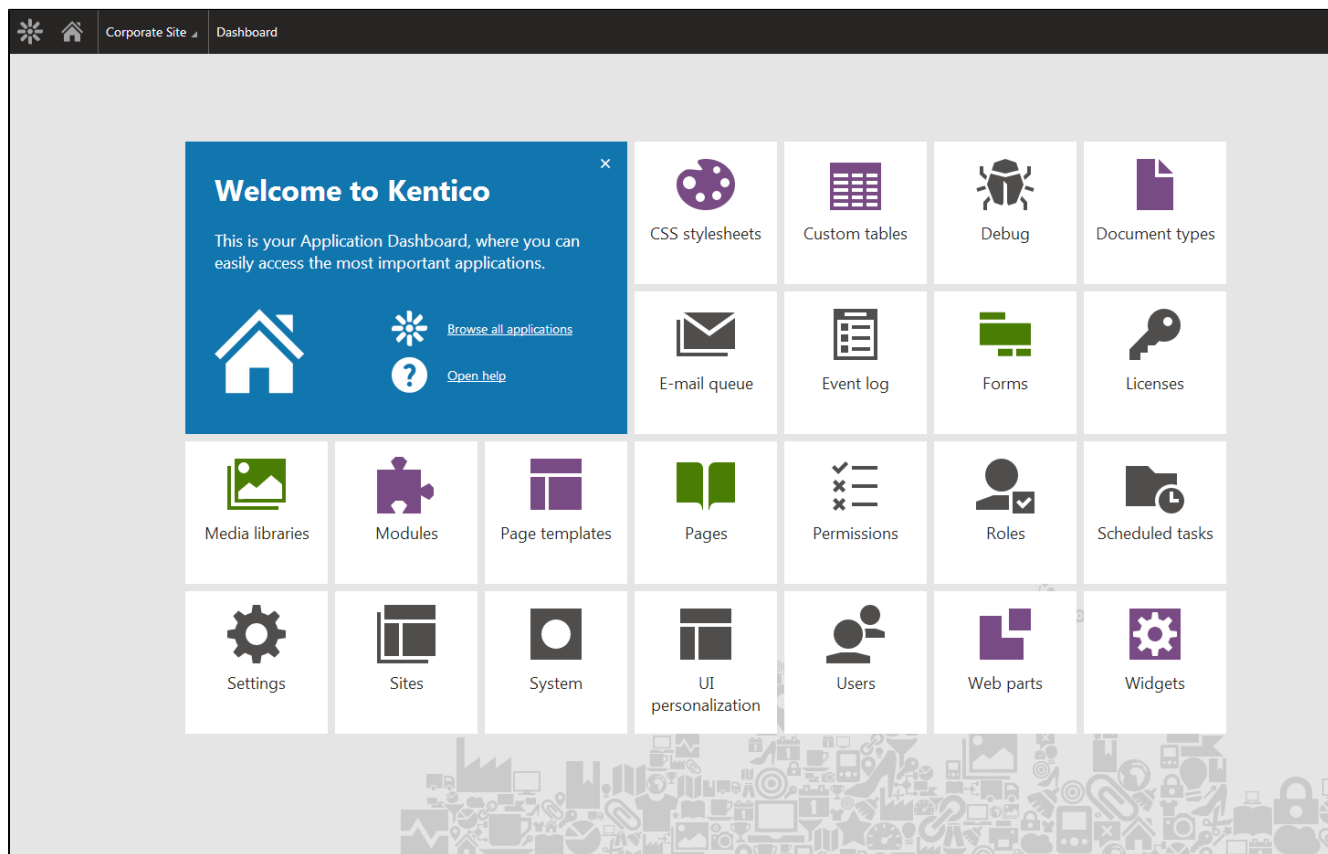 Corporate Site
Dashboard
Welcome to Kentico
This is your Application Dashboard, where you can
easily access the most important applications.
Browse all applications
Open help
CSS stylesheets
Custom tables
Debug
Document types
E-mail queue
Event log
Forms
Licenses
Media libraries
Modules
Page templates
Pages
Permissions
Roles
Scheduled tasks
Settings
Sites
System
UI
personalization
Users
Web parts
Widgets